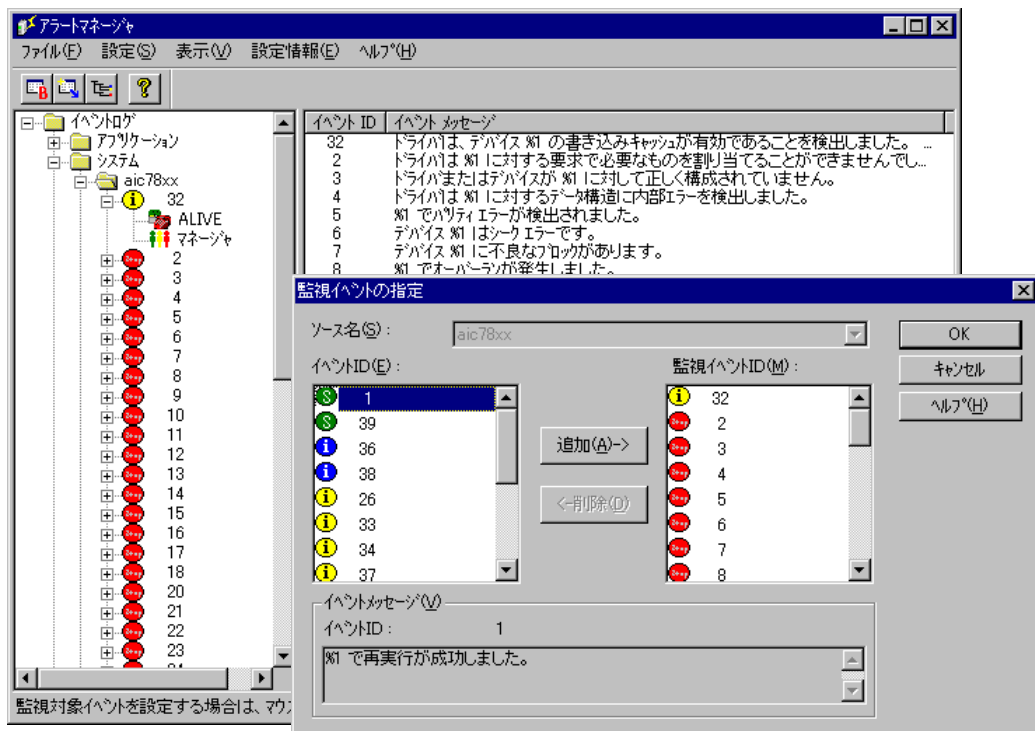 アラートマネージャ
ファイル(F) 設定(S) 表示(V) 設定情報(E) ヘルプ(H)
イベントログ
アプリケーション
システム
aic78xx
32
ALIVE
マネージャ
2
3
4
5
6
7
8
9
10
11
12
13
14
15
16
17
18
20
21
22
23
イベント ID イベント メッセージ
32 ドライバは、デバイス %1 の書き込みキャッシュが有効であることを検出しました。 ...
2 ドライバは %1 に対する要求で必要なものを割り当てることができませんでし...
3 ドライバまたはデバイスが %1 に対して正しく構成されていません。
4 ドライバは %1 に対するデータ構造に内部エラーを検出しました。
5 %1 でパリティ エラーが検出されました。
6 デバイス %1 はシーク エラーです。
7 デバイス %1 に不良なブロックがあります。
8 %1 でオーバーランが発生しました。
監視対象イベントを設定する場合は、マウ
監視イベントの指定
ソース名(S) : aic78xx
イベントID(E) :
1
39
36
38
26
33
34
37
追加(A)->
<-削除(D)
監視イベントID(M) :
32
2
3
4
5
6
7
8
OK
キャンセル
ヘルプ(H)
イベントメッセージ(V)
イベントID : 1
%1 で再実行が成功しました。